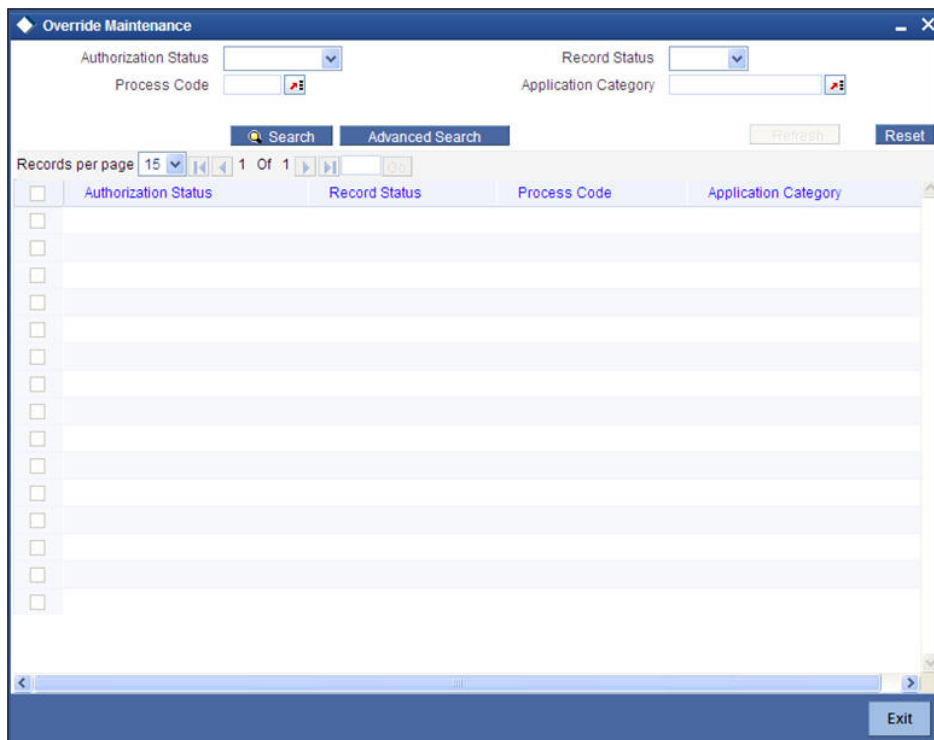 Override Maintenance
Authorization Status Record Status
Process Code Application Category
Search Advanced Search Refresh Reset
Records per page 15 1 Of 1 Go
Authorization Status Record Status Process Code Application Category
Exit